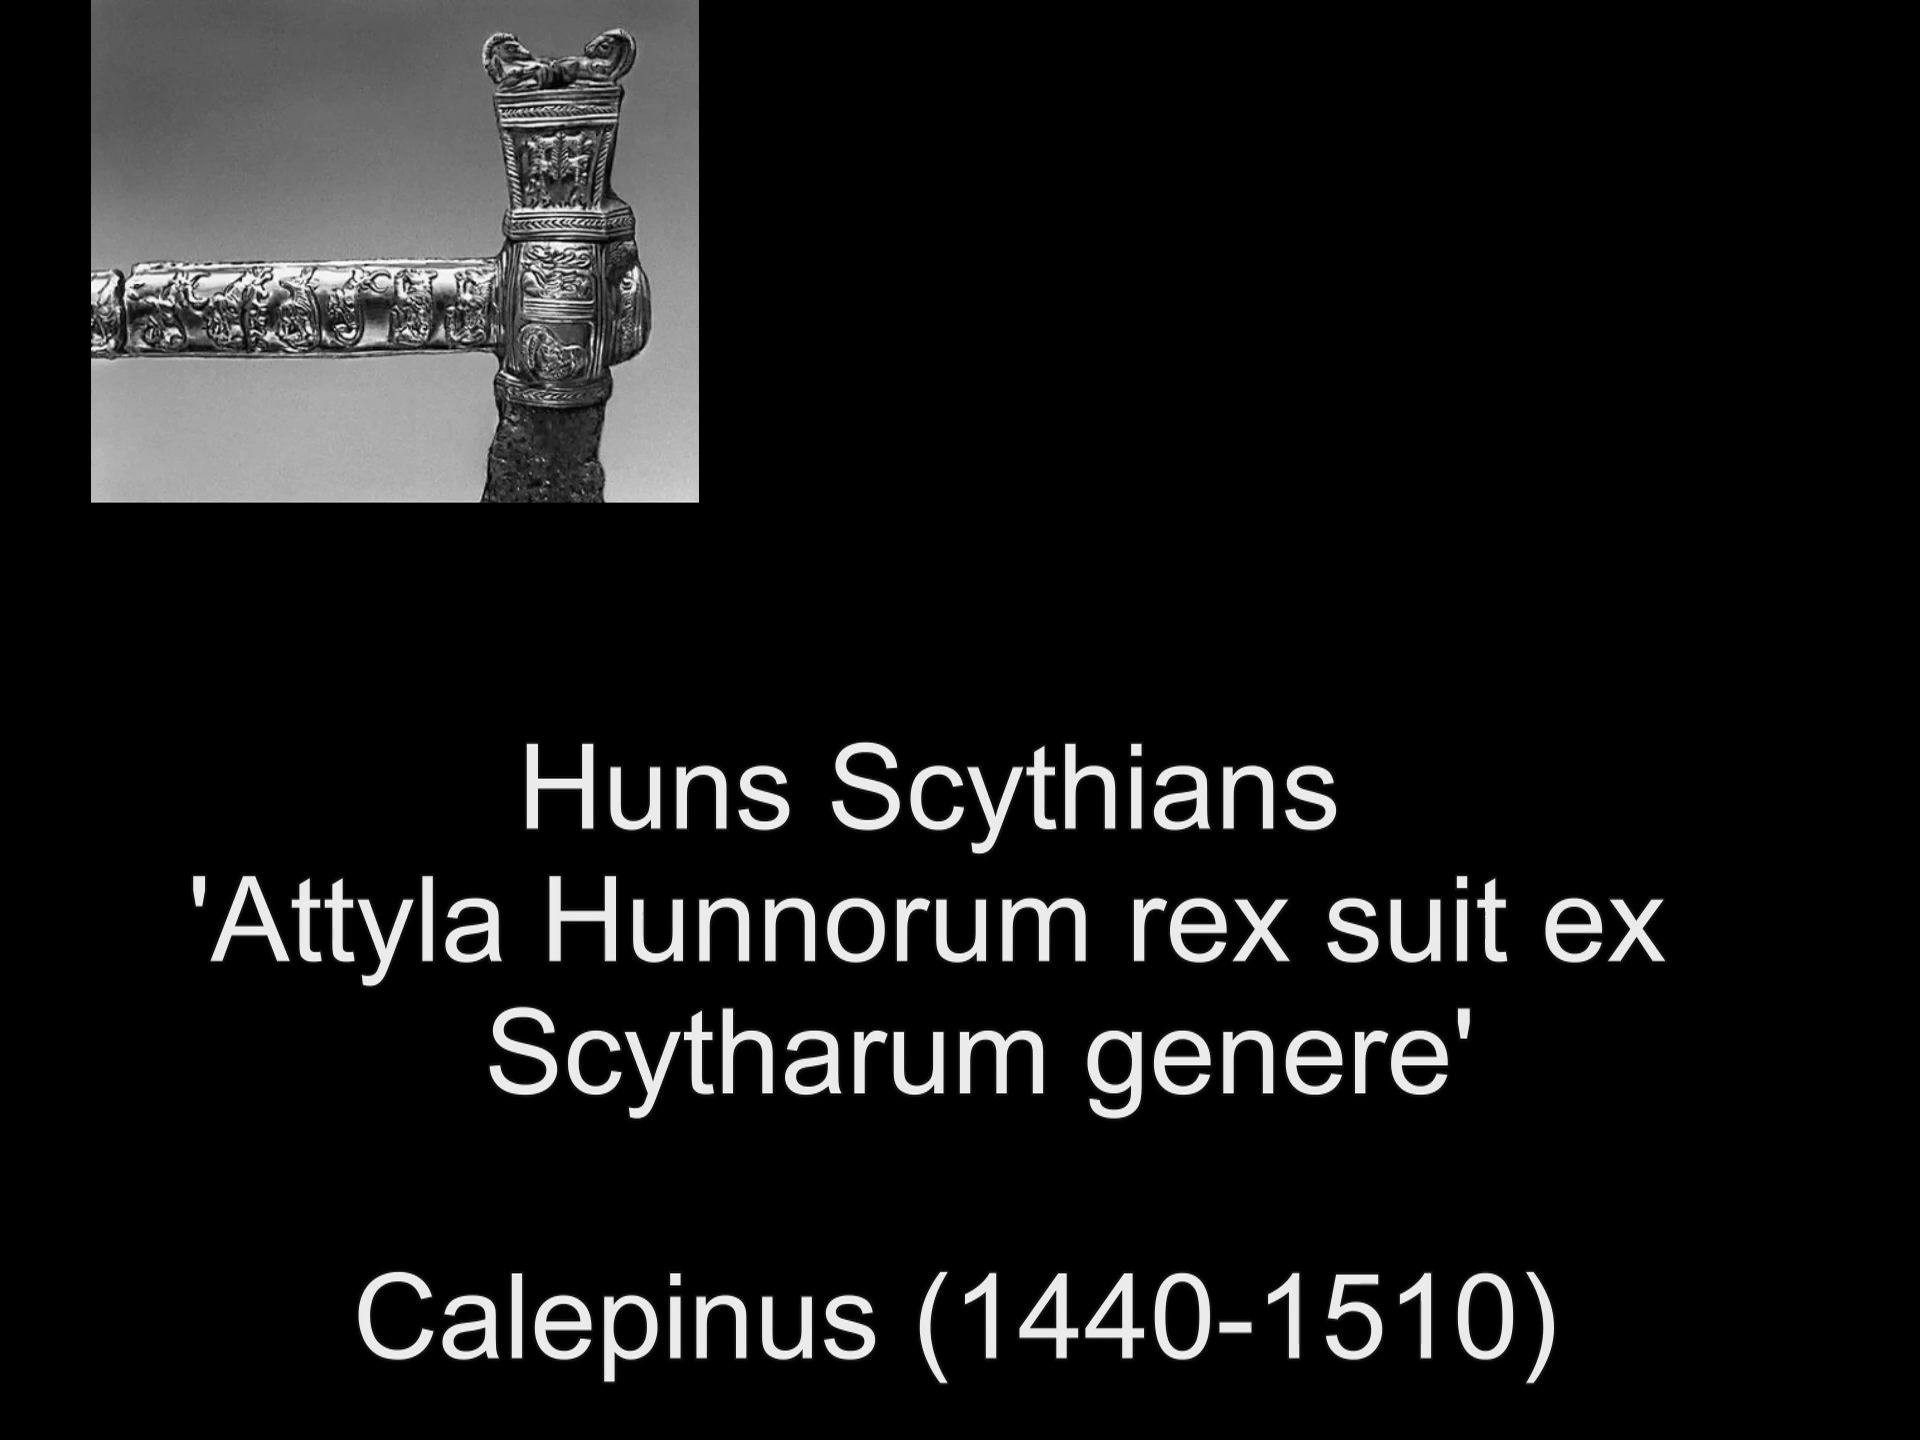 Huns Scythians
'Attyla Hunnorum rex suit ex
Scytharum genere'
Calepinus (1440-1510)